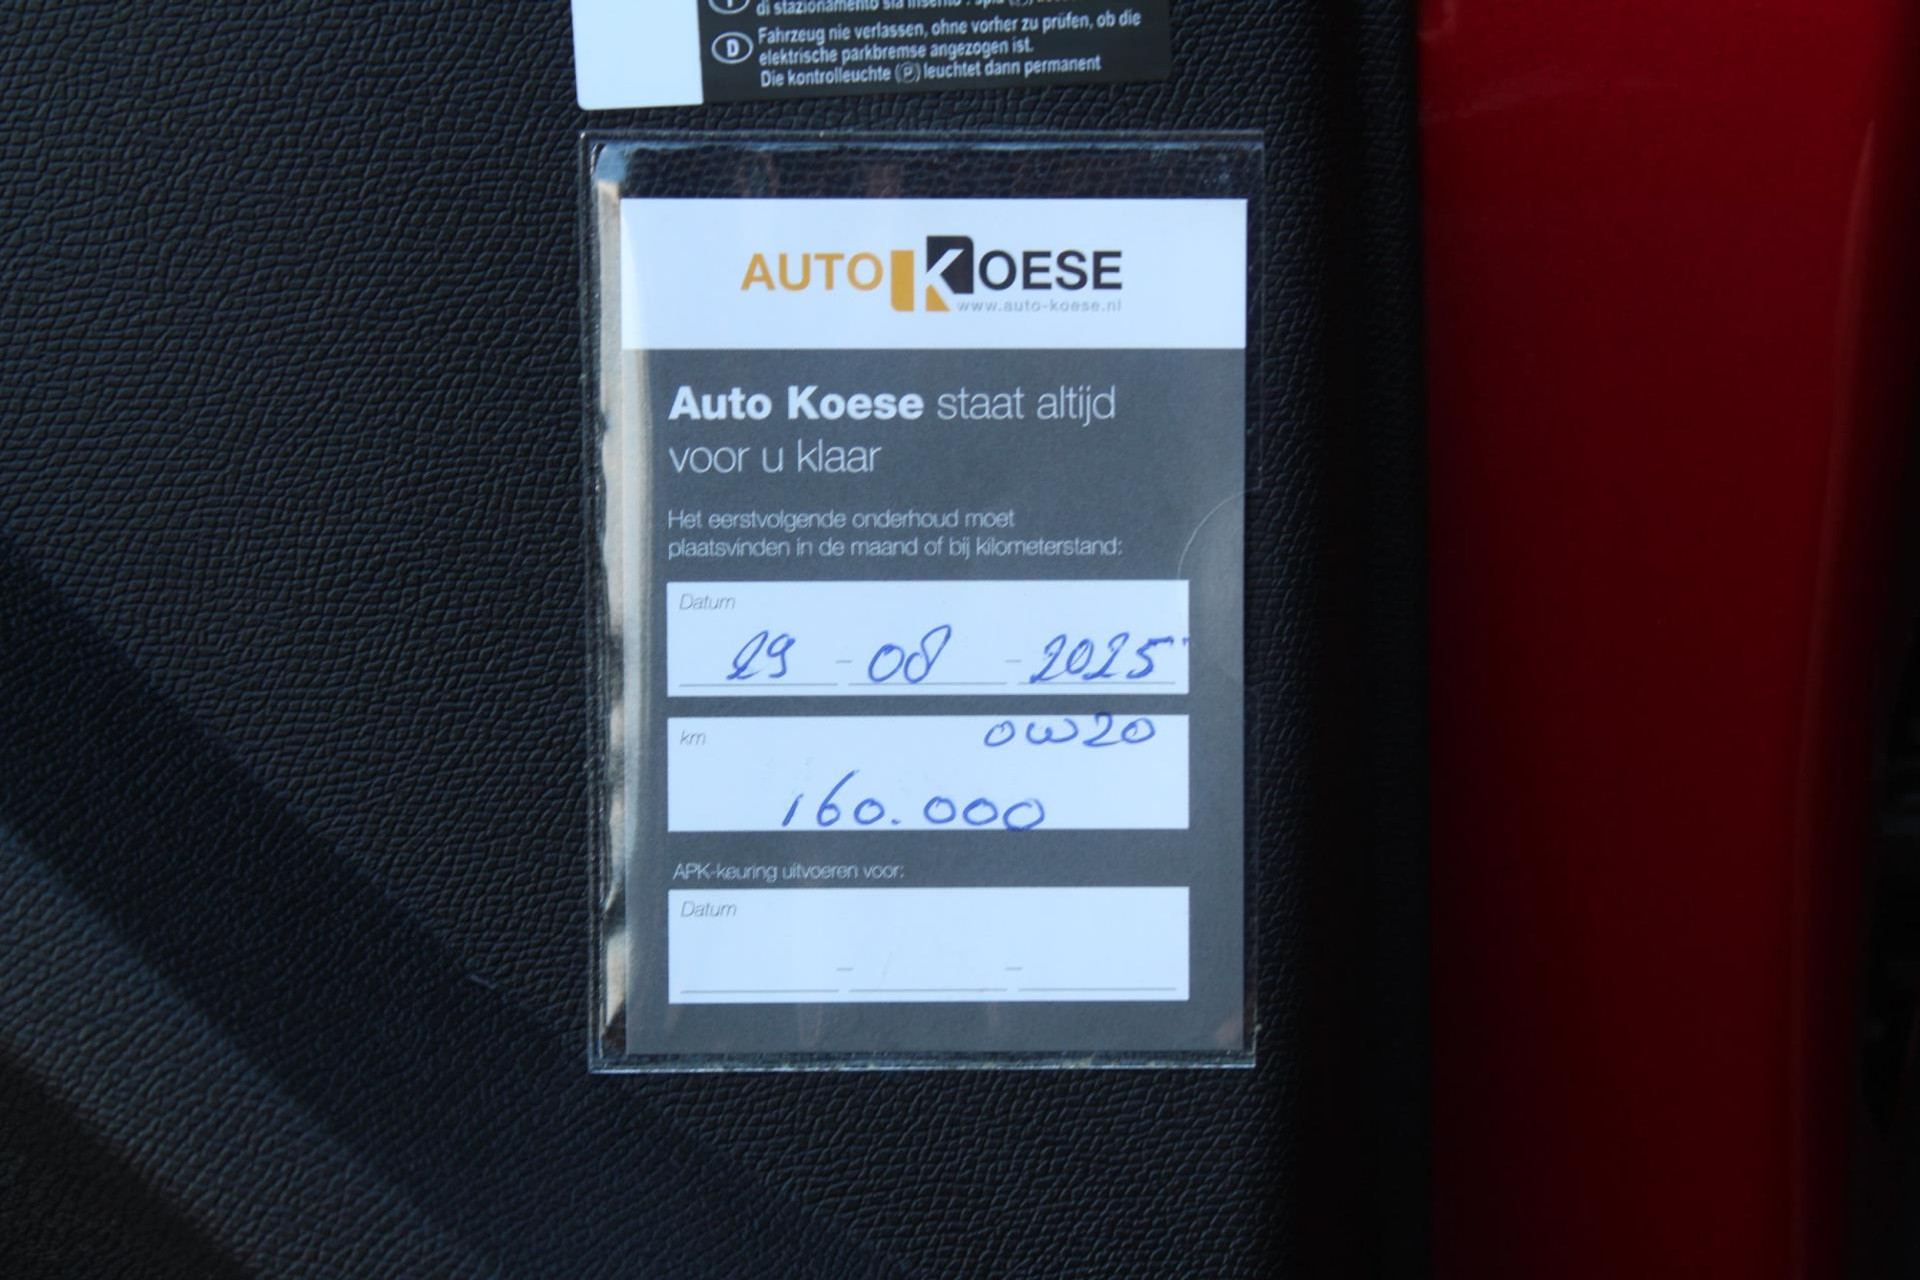 di stazionamento sia inserito : spia
D Fahrzeug nie verlassen, ohne vorher zu prüfen, ob die
elektrische parkbremse angezogen ist.
Die kontrolleuchte (P) leuchtet dann permanent
AUTO KOESE
www.auto-koese.nl
Auto Koese staat altijd
voor u klaar
Het eerstvolgende onderhoud moet
plaatsvinden in de maand of bij kilometerstand:
Datum
29 - 08 - 2025
km 0W20
160.000
APK-keuring uitvoeren voor:
Datum